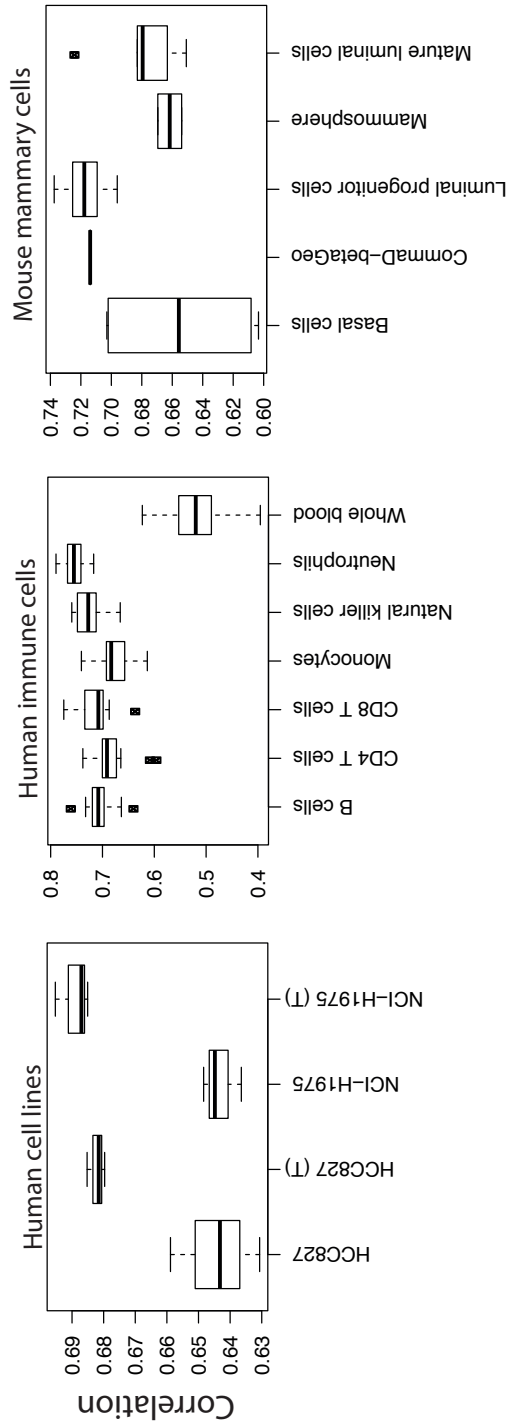 Human cell lines
Correlation
0.69
0.68
0.67
0.66
0.65
0.64
0.63
HCC827
HCC827 (T)
NCI−H1975
NCI−H1975 (T)
Human immune cells
0.8
0.7
0.6
0.5
0.4
B cells
CD4 T cells
CD8 T cells
Monocytes
Natural killer cells
Neutrophils
Whole blood
Mouse mammary cells
0.74
0.72
0.70
0.68
0.66
0.64
0.62
0.60
Basal cells
CommaD−betaGeo
Luminal progenitor cells
Mammosphere
Mature luminal cells